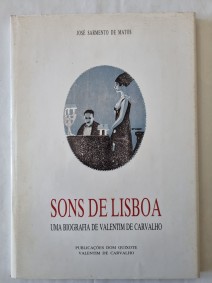 JOSÉ SARMENTO DE MATOS
SONS DE LISBOA
UMA BIOGRAFIA DE VALENTIM DE CARVALHO
PUBLICAÇÕES DOM QUIXOTE
VALENTIM DE CARVALHO